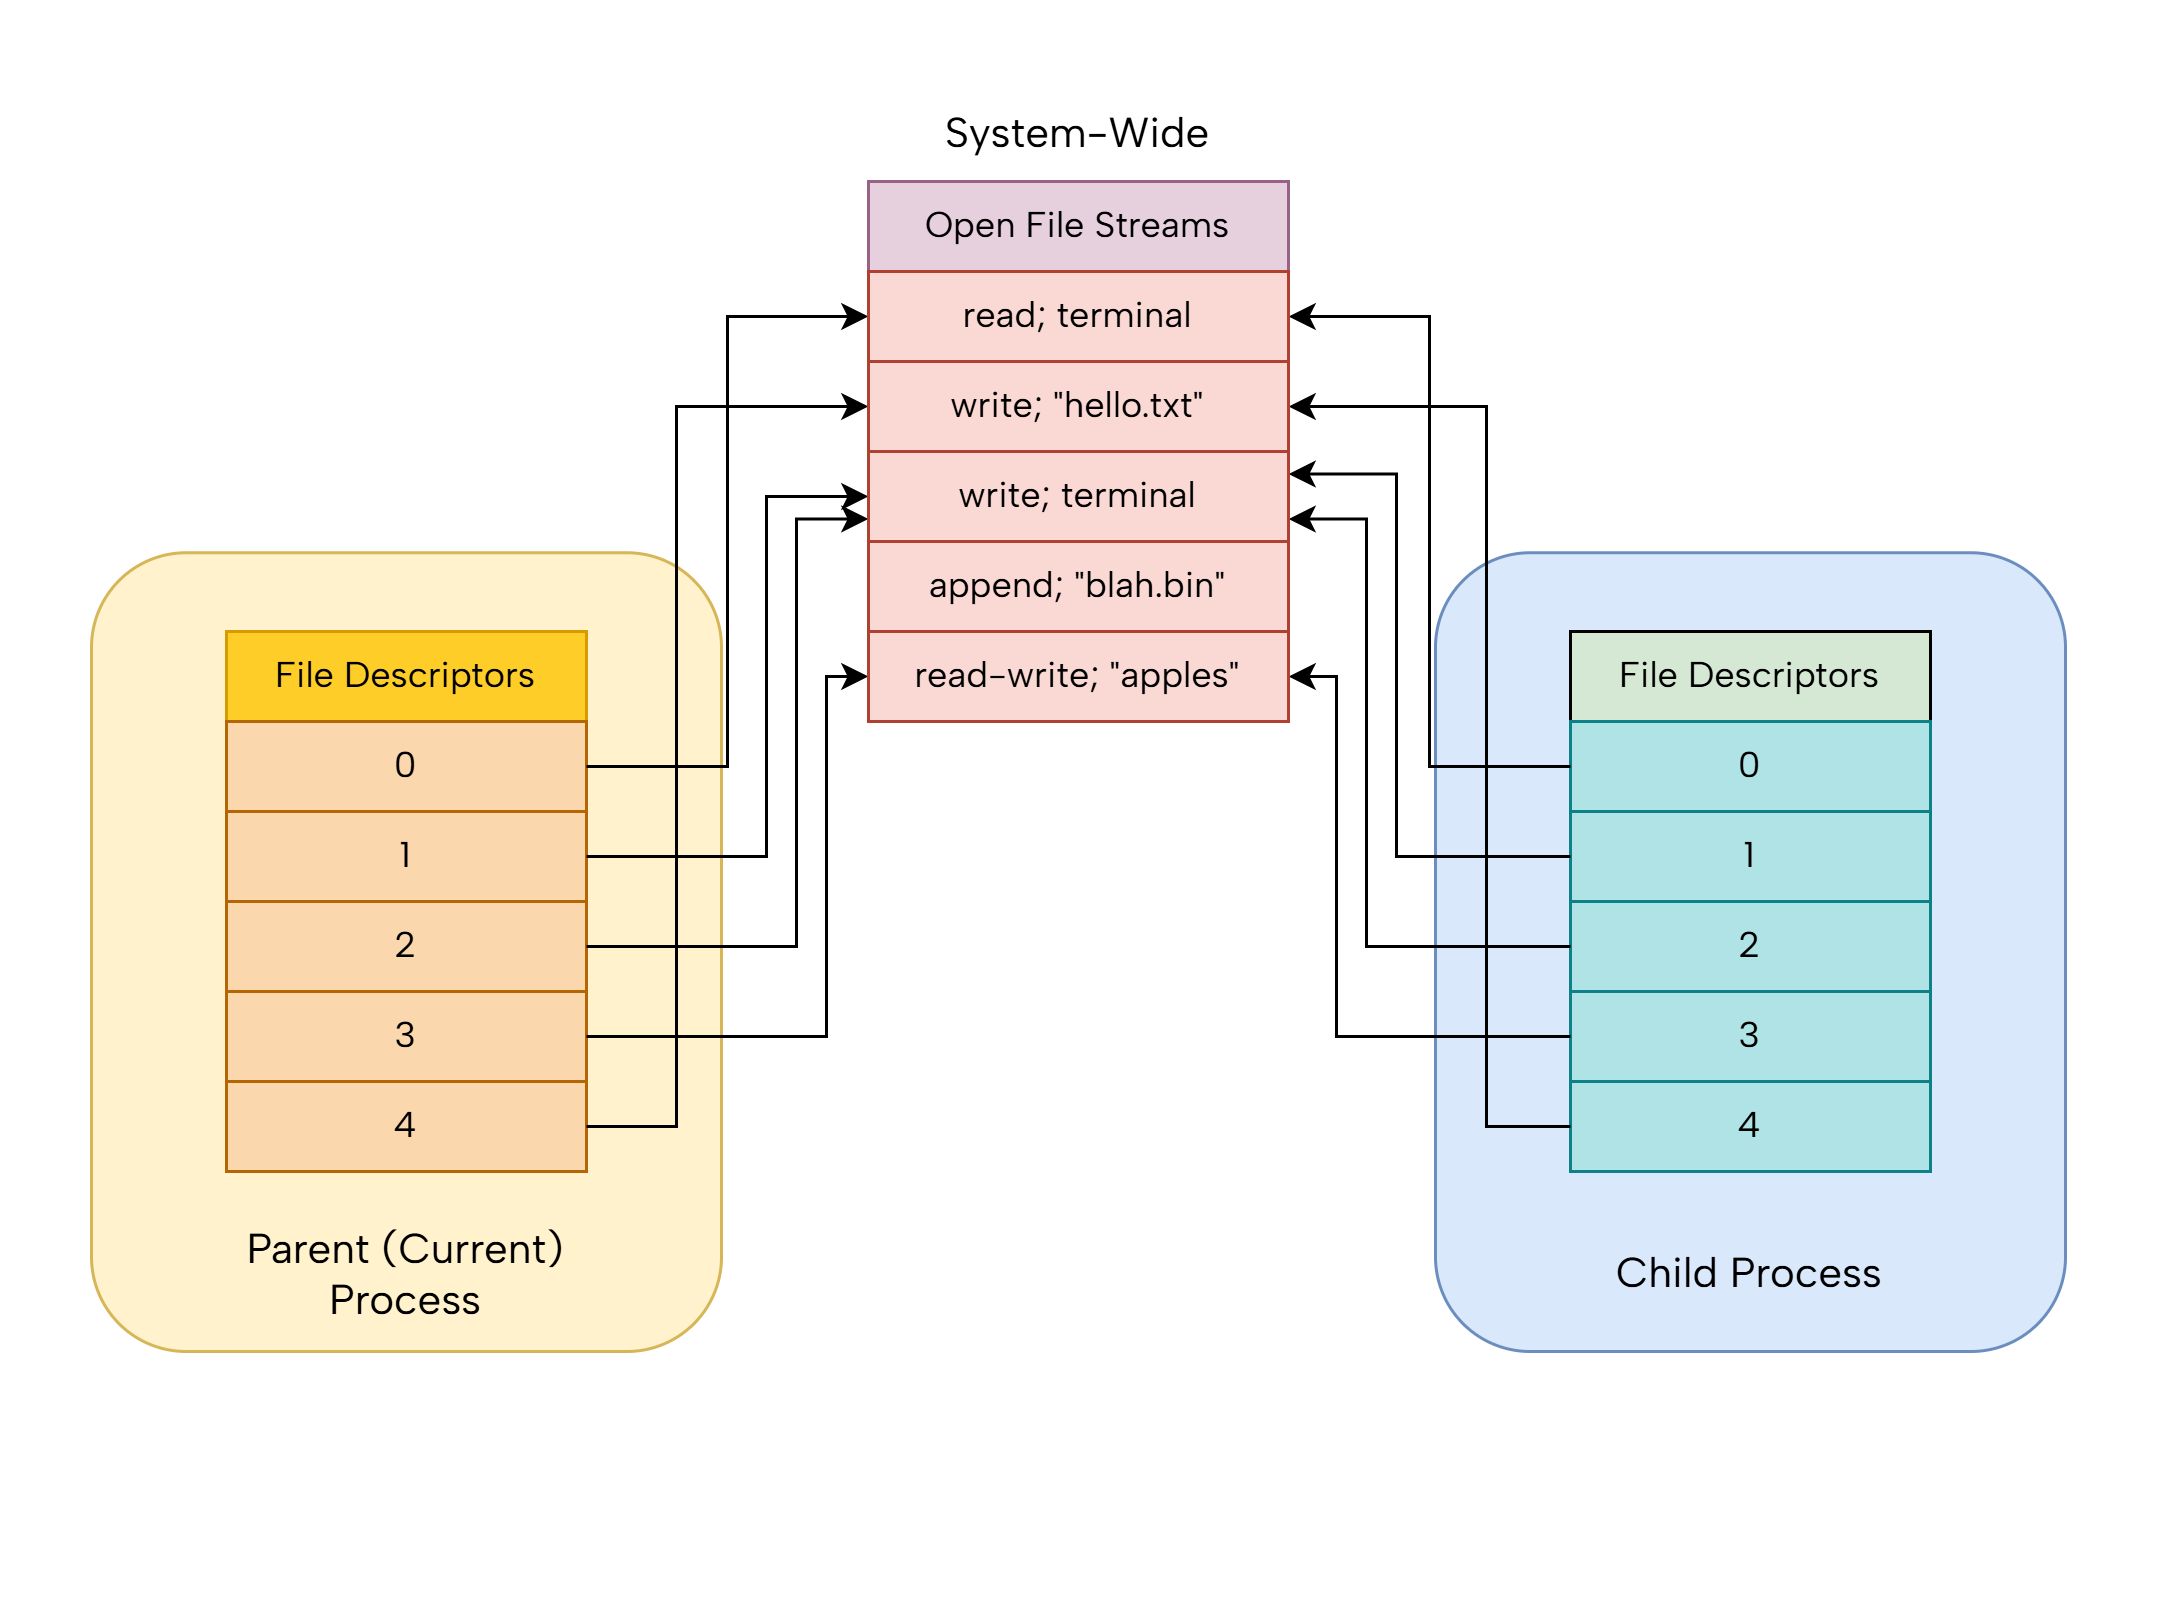 System-Wide
Open File Streams
read; terminal
write; "hello.txt"
write; terminal
append; "blah.bin"
read-write; "apples"
File Descriptors
0
1
2
3
4
Parent (Current)
Process
File Descriptors
0
1
2
3
4
Child Process